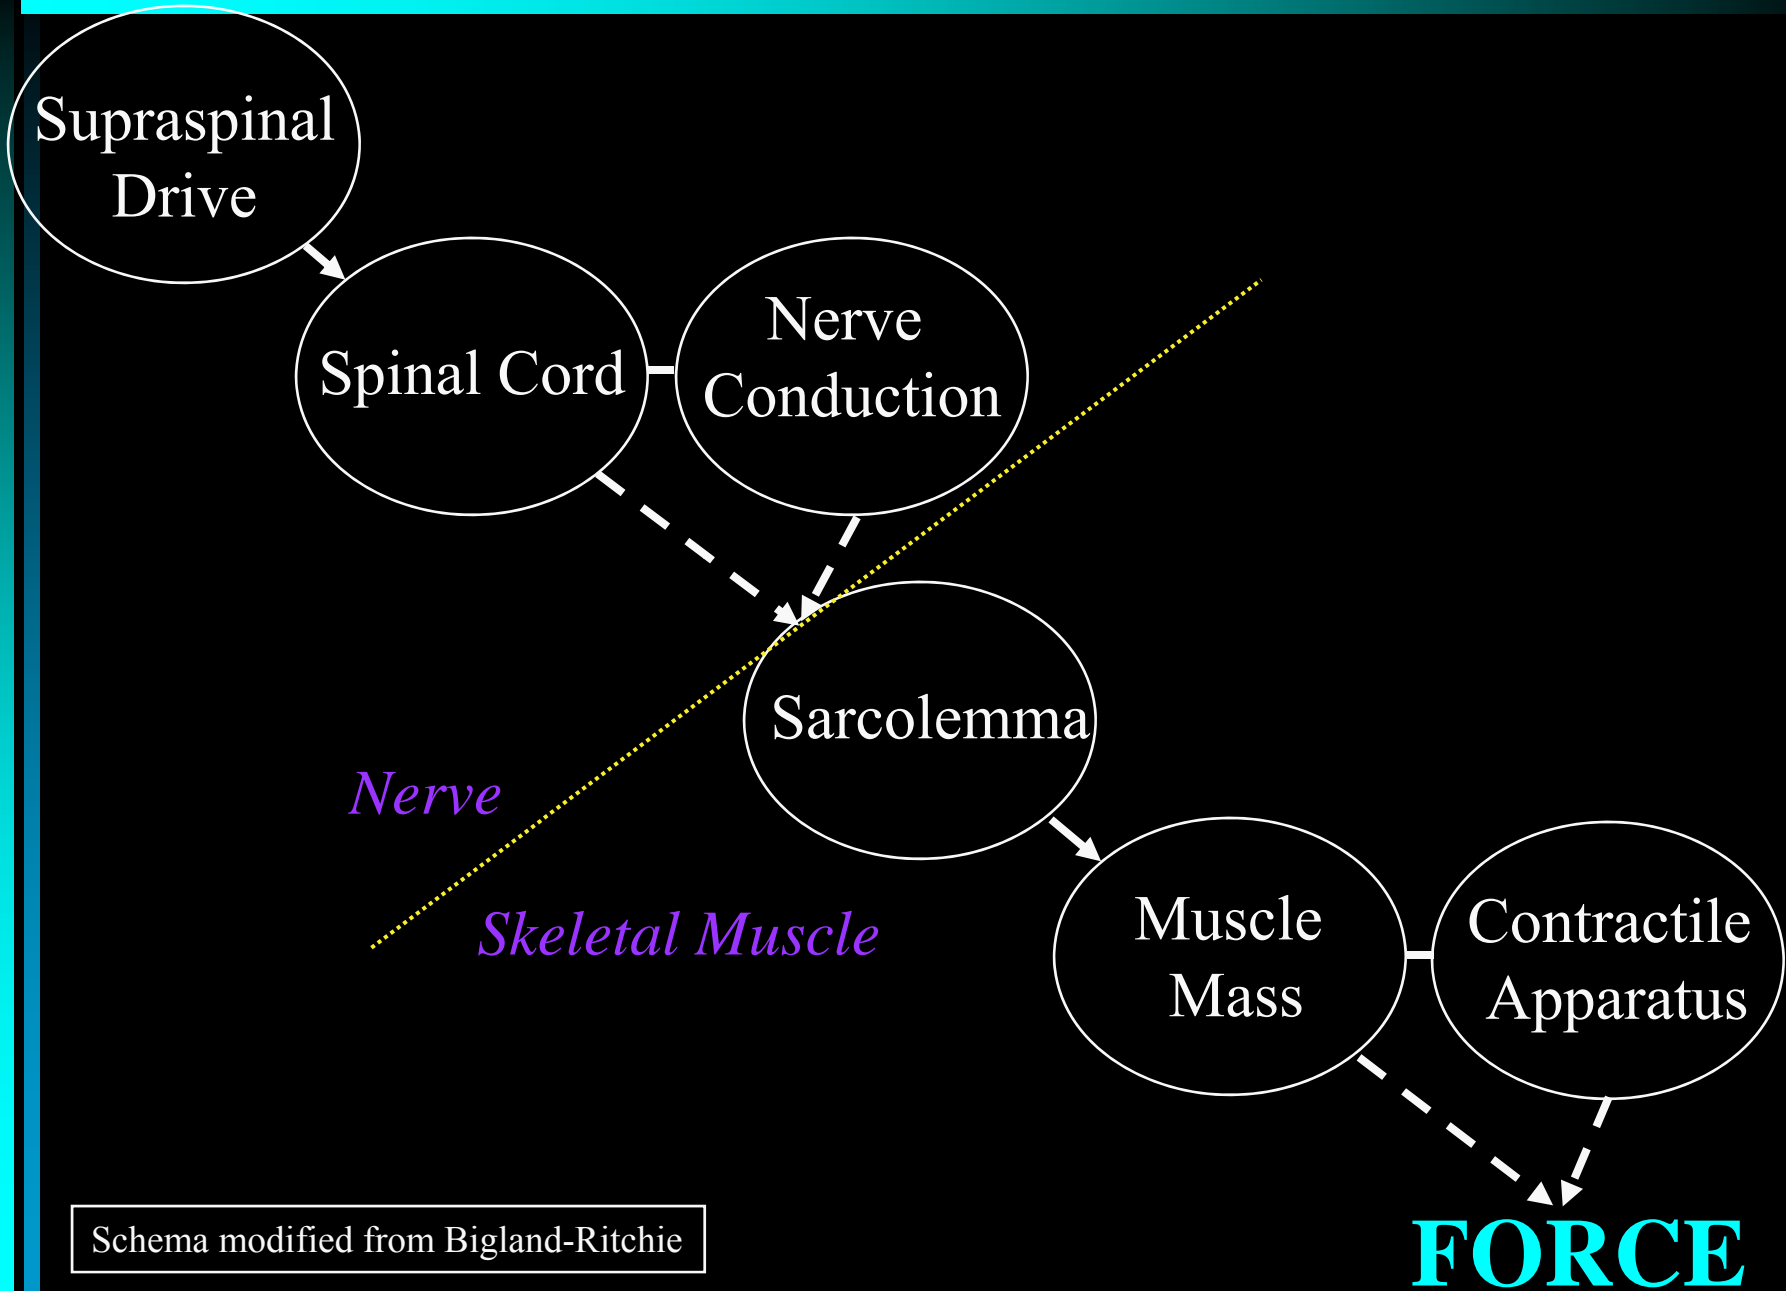 Supraspinal
Drive
Spinal Cord
Nerve
Conduction
Sarcolemma
Nerve
Skeletal Muscle
Muscle
Mass
Contractile
Apparatus
Schema modified from Bigland-Ritchie
FORCE